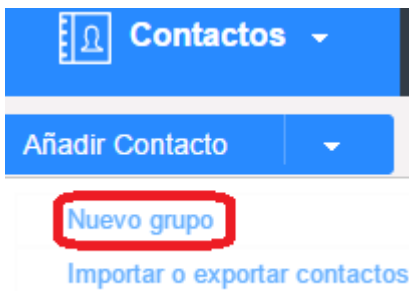 Contactos
Añadir Contacto
Nuevo grupo
Importar o exportar contactos